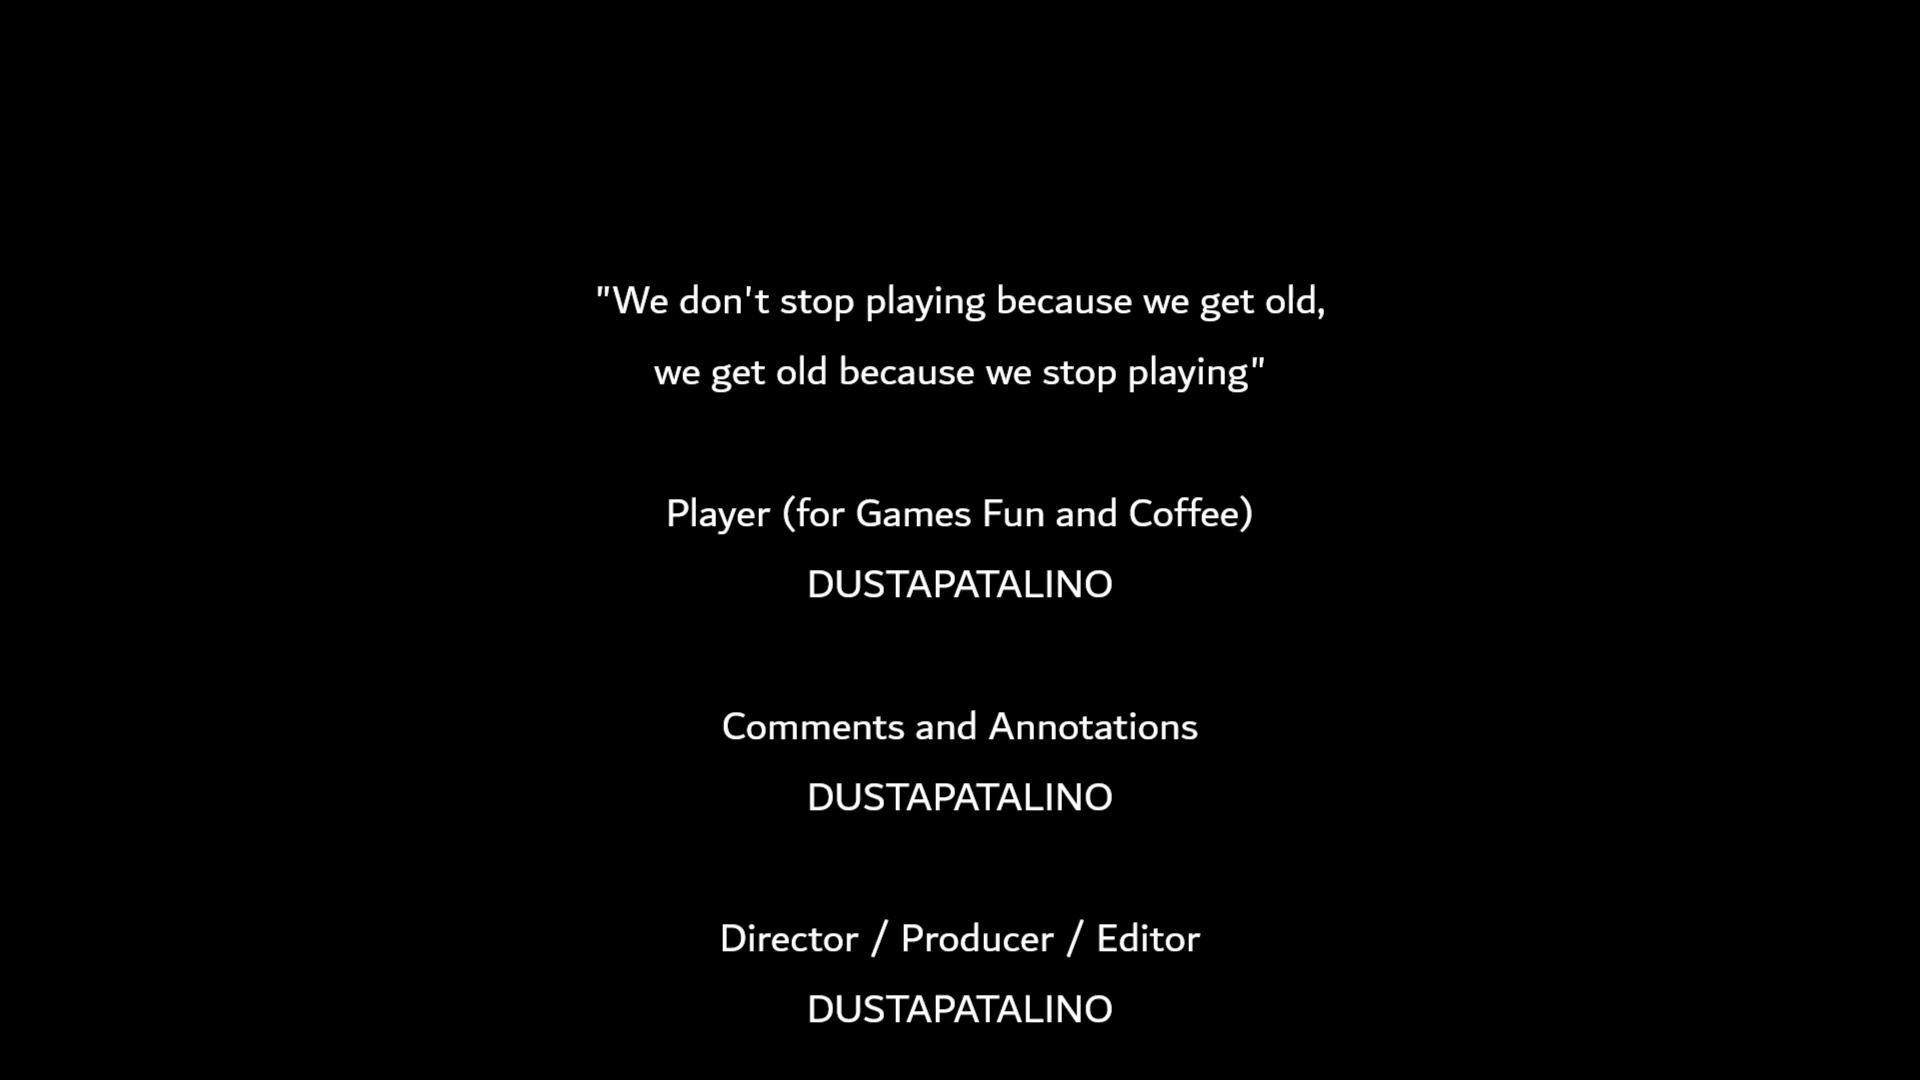 "We don't stop playing because we get old,
we get old because we stop playing"
Player (for Games Fun and Coffee)
DUSTAPATALINO
Comments and Annotations
DUSTAPATALINO
Director / Producer / Editor
DUSTAPATALINO